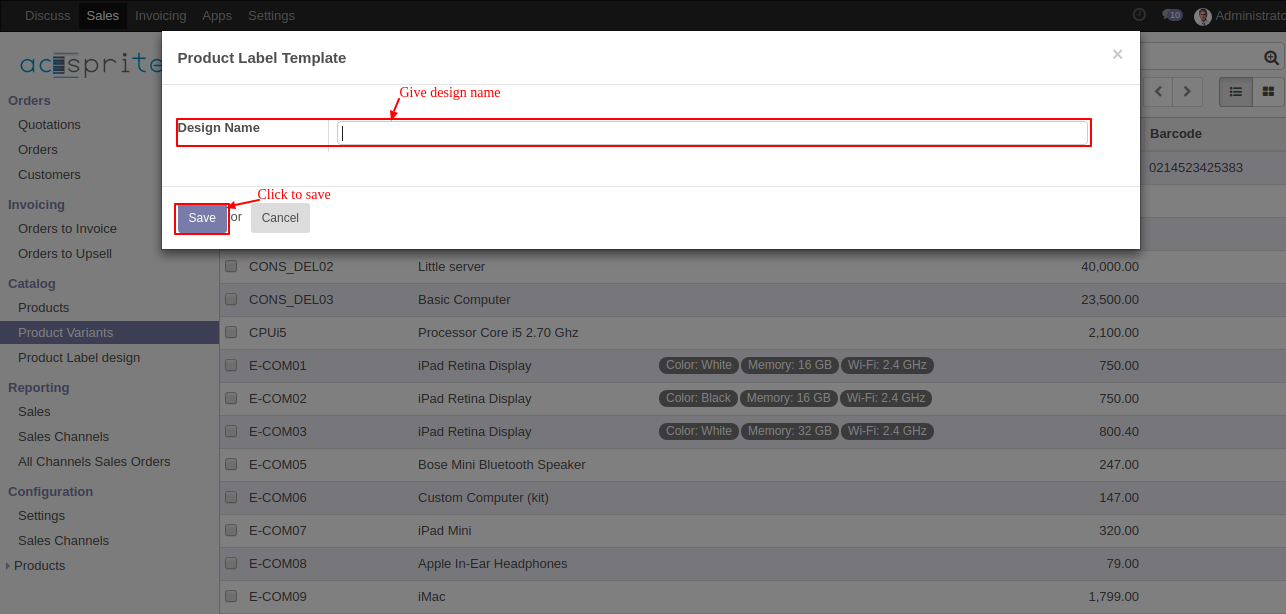 Discuss Sales Invoicing Apps Settings 10 Administrato
acsprite
Product Label Template ×
Give design name
Design Name
Click to save
Save or Cancel
Orders
Quotations
Orders
Customers
Invoicing
Orders to Invoice
Orders to Upsell
Catalog
Products
Product Variants
Product Label design
Reporting
Sales
Sales Channels
All Channels Sales Orders
Configuration
Settings
Sales Channels
Products
Barcode
0214523425383
CONS_DEL02 Little server 40,000.00
CONS_DEL03 Basic Computer 23,500.00
CPUi5 Processor Core i5 2.70 Ghz 2,100.00
E-COM01 iPad Retina Display Color: White Memory: 16 GB Wi-Fi: 2.4 GHz 750.00
E-COM02 iPad Retina Display Color: Black Memory: 16 GB Wi-Fi: 2.4 GHz 750.00
E-COM03 iPad Retina Display Color: White Memory: 32 GB Wi-Fi: 2.4 GHz 800.40
E-COM05 Bose Mini Bluetooth Speaker 247.00
E-COM06 Custom Computer (kit) 147.00
E-COM07 iPad Mini 320.00
E-COM08 Apple In-Ear Headphones 79.00
E-COM09 iMac 1,799.00